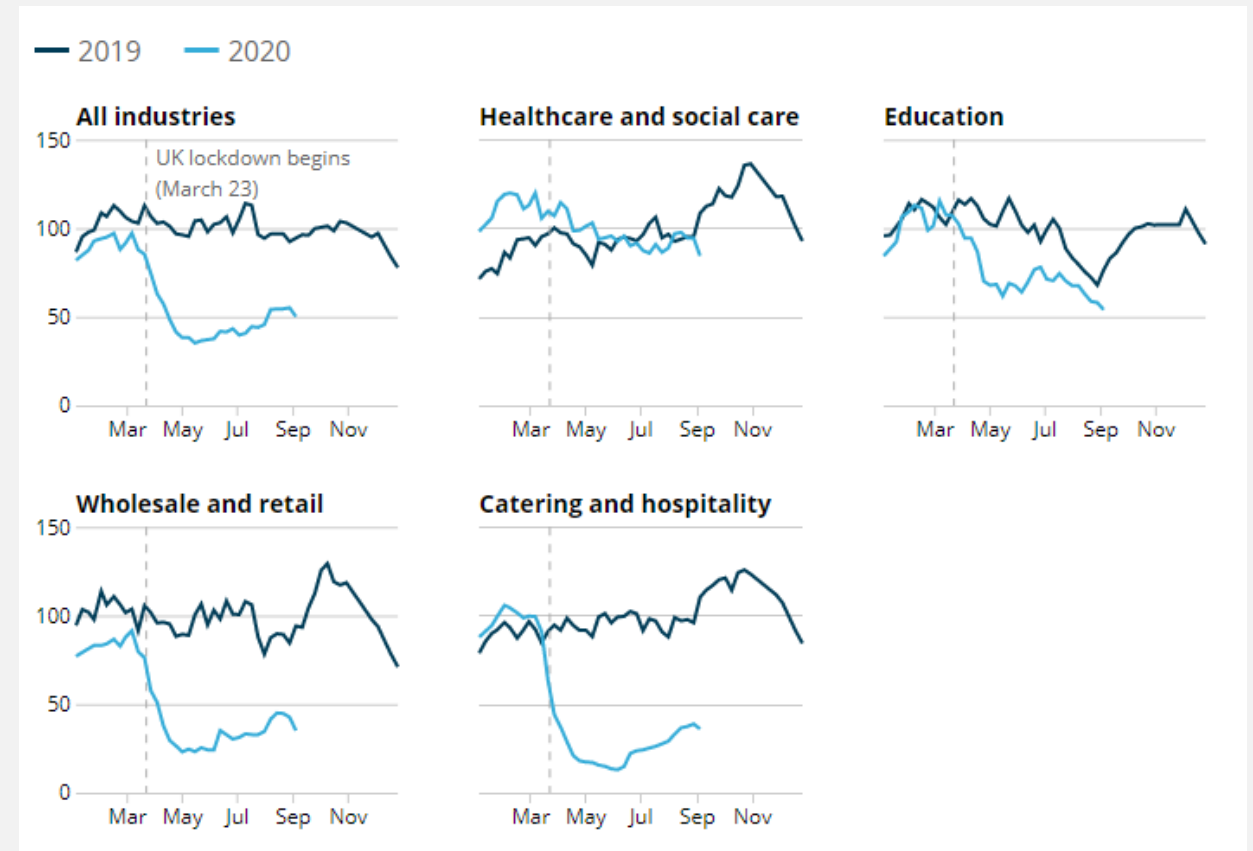 2019 2020
All industries Healthcare and social care Education
150
UK lockdown begins
(March 23)
100
50
0
Mar May Jul Sep Nov Mar May Jul Sep Nov Mar May Jul Sep Nov
Wholesale and retail Catering and hospitality
150
100
50
0
Mar May Jul Sep Nov Mar May Jul Sep Nov